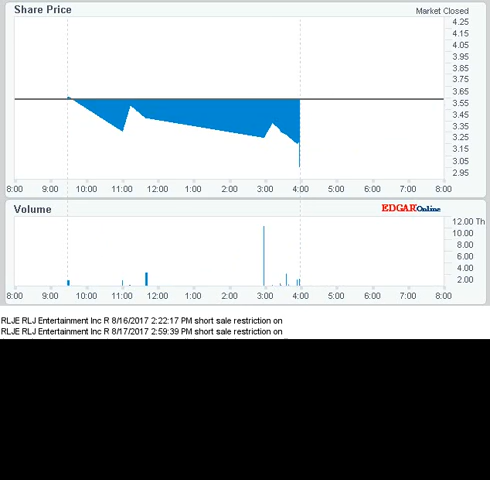 Share Price
Market Closed
4.25
4.15
4.05
3.95
3.85
3.75
3.65
3.55
3.45
3.35
3.25
3.15
3.05
2.95
8:00 9:00 10:00 11:00 12:00 1:00 2:00 3:00 4:00 5:00 6:00 7:00 8:00
Volume
EDGAR Online
12.00 Th
10.00
8.00
6.00
4.00
2.00
8:00 9:00 10:00 11:00 12:00 1:00 2:00 3:00 4:00 5:00 6:00 7:00 8:00
RLJE RLJ Entertainment Inc R 8/16/2017 2:22:17 PM short sale restriction on
RLJE RLJ Entertainment Inc R 8/17/2017 2:59:39 PM short sale restriction on